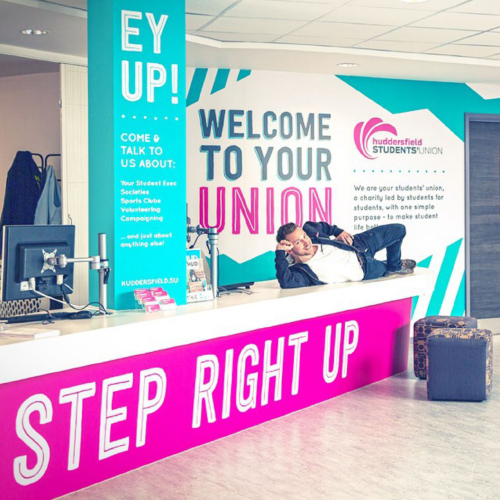 EY
UP!
COME &
TALK TO
US ABOUT:
Your Student Exec
Societies
Sports Clubs
Volunteering
Campaigning
... and just about
anything else!
HUDDERSFIELD.SU
WELCOME
TO YOUR
UNION
huddersfield
STUDENTS'UNION
We are your students' union,
a charity led by students for
students, with one simple
purpose - to make student
life
STEP RIGHT UP